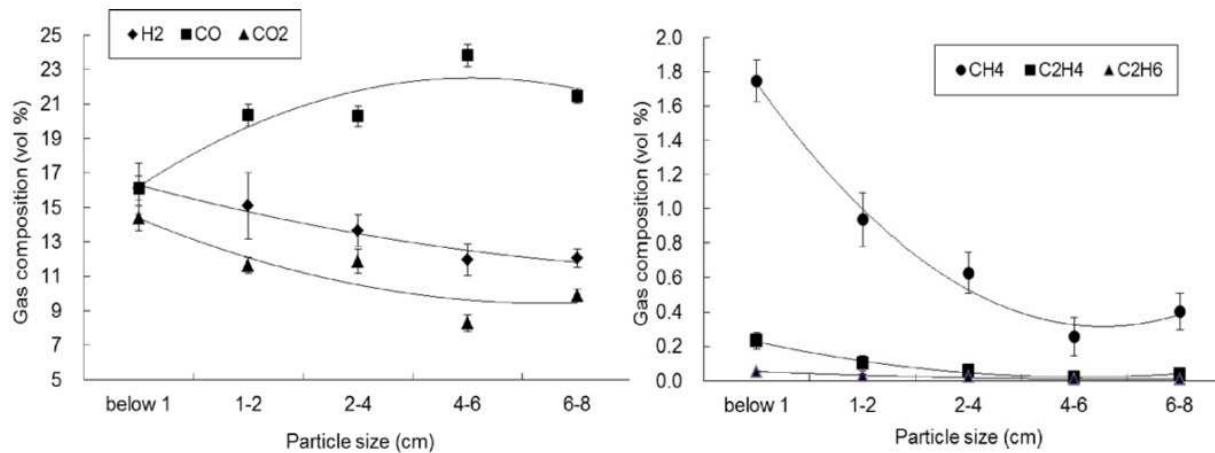 H2 CO CO2
Gas composition (vol %)
25
23
21
19
17
15
13
11
9
7
5
below 1 1-2 2-4 4-6 6-8
Particle size (cm)
CH4 C2H4 C2H6
Gas composition (vol %)
2.0
1.8
1.6
1.4
1.2
1.0
0.8
0.6
0.4
0.2
0.0
below 1 1-2 2-4 4-6 6-8
Particle size (cm)